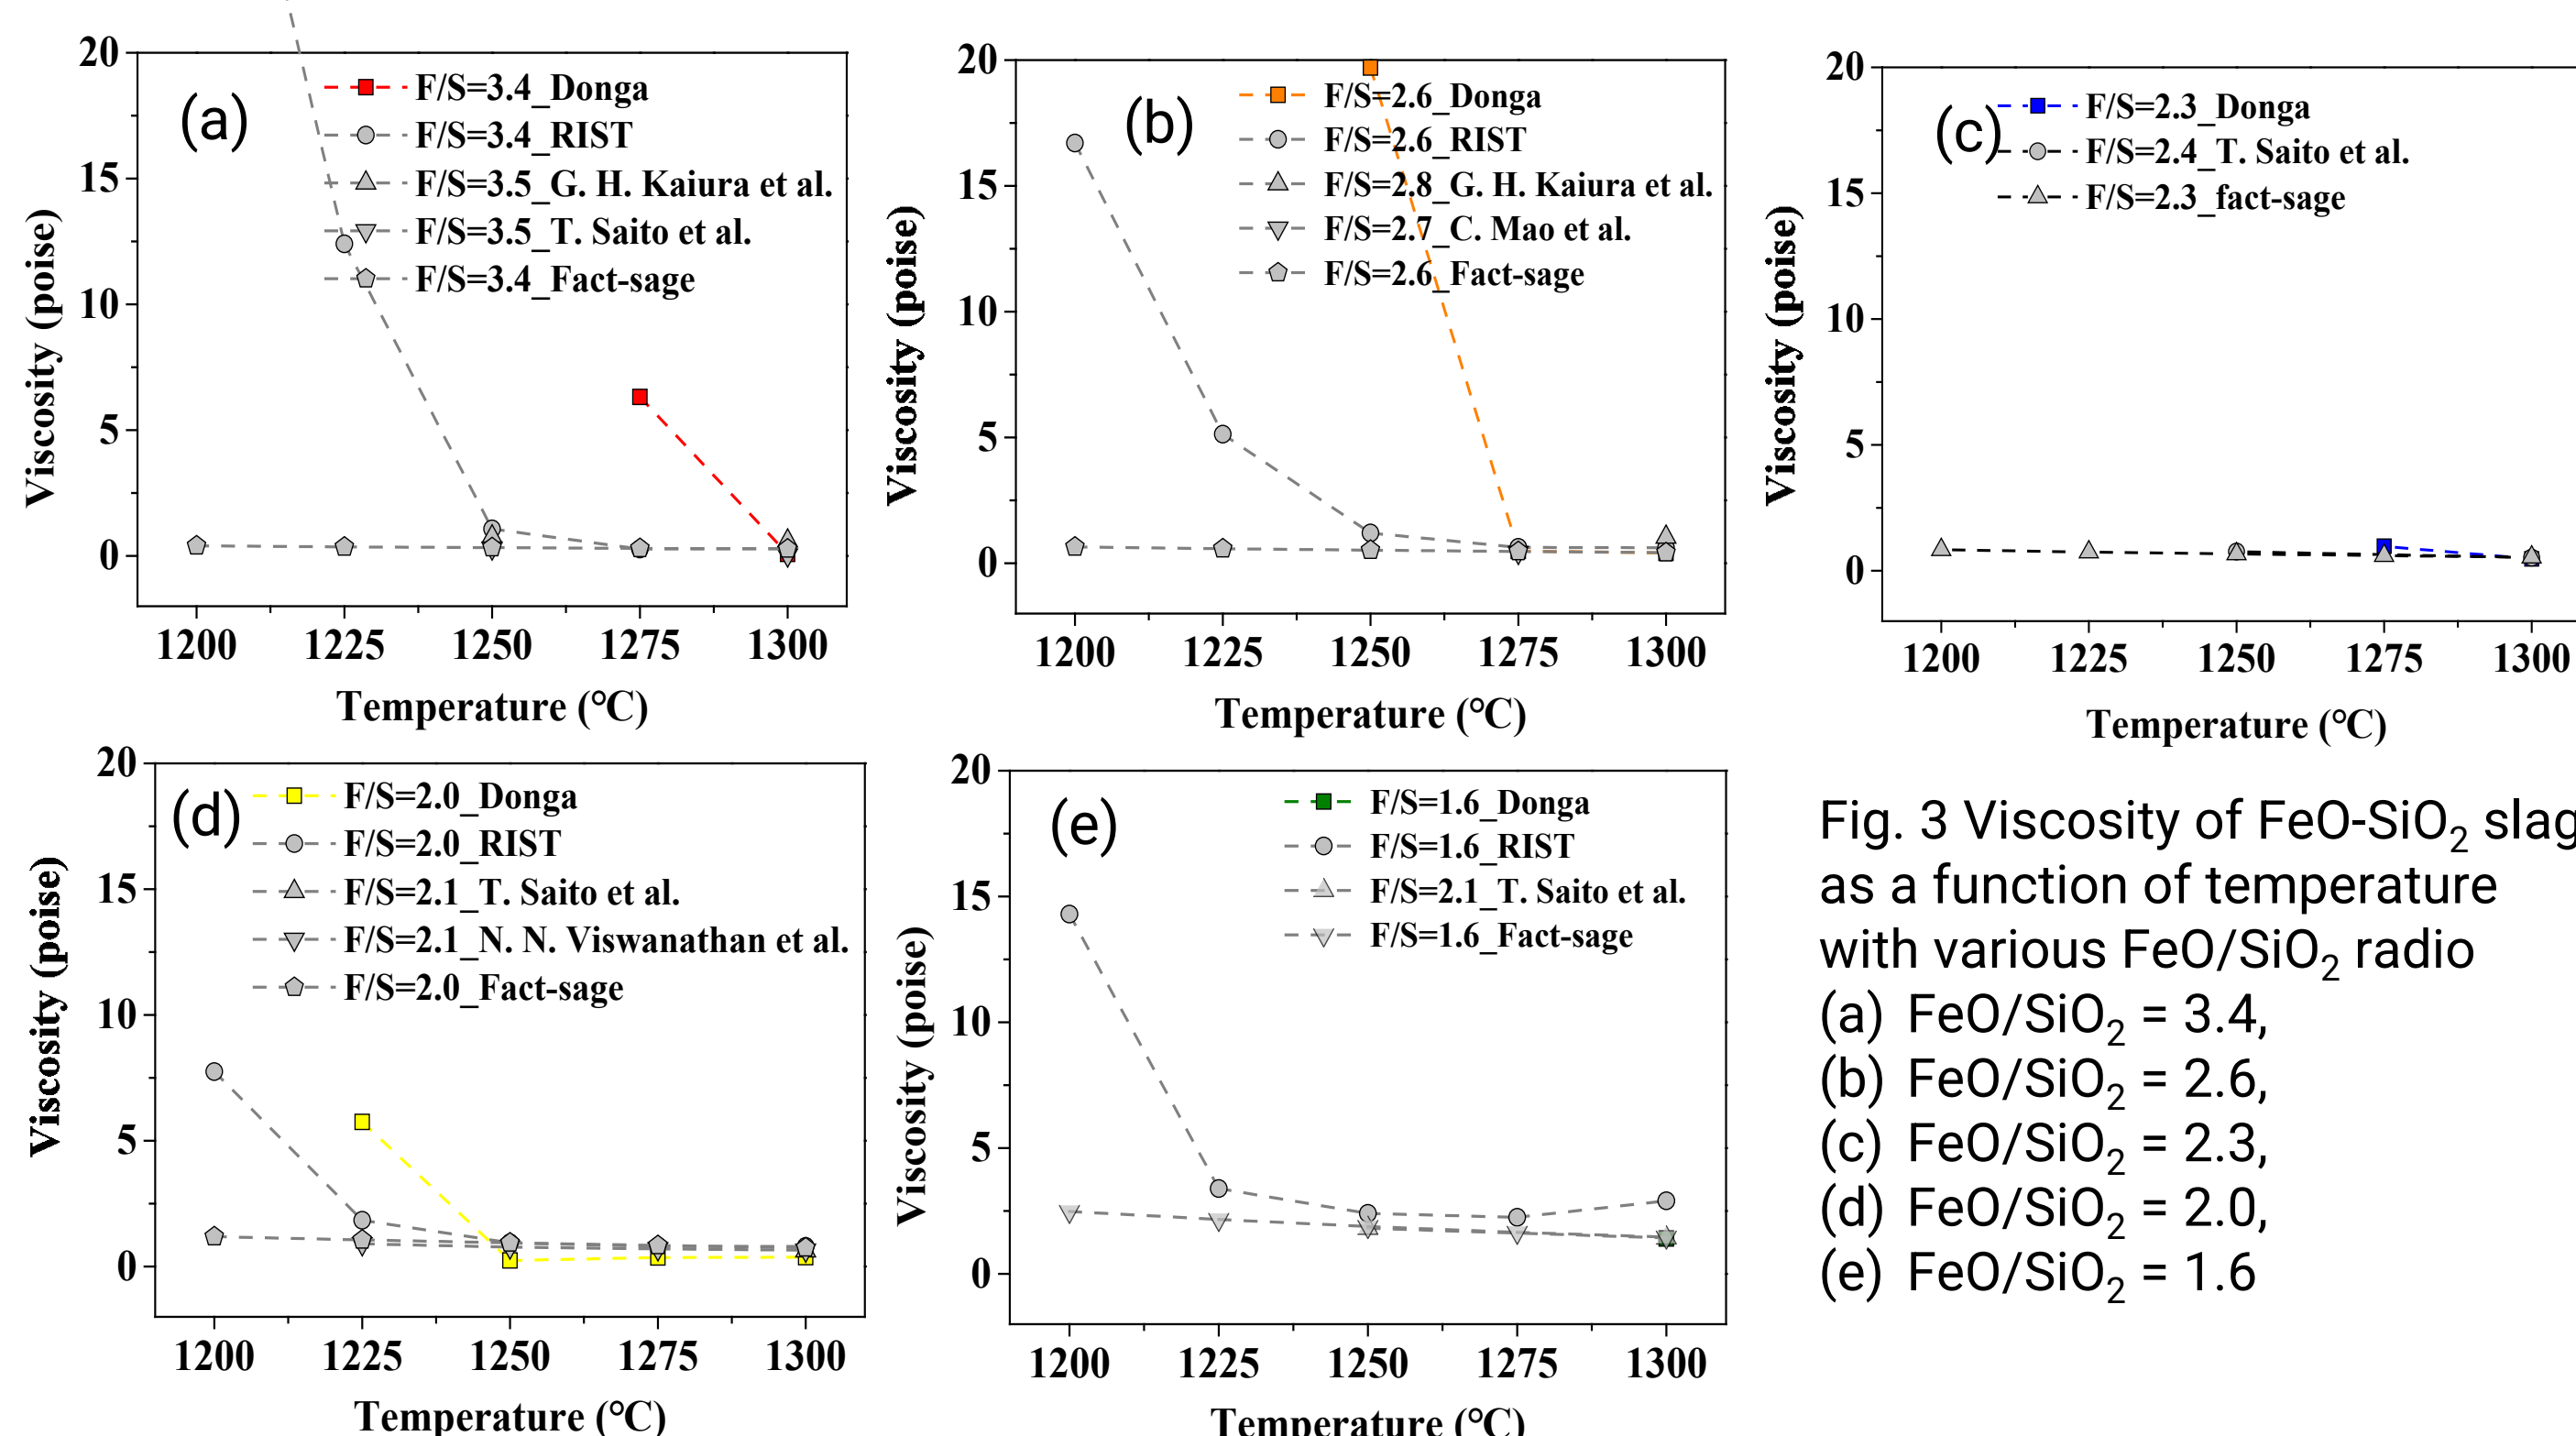 20
15
10
5
0
Viscosity (poise)
(a)
F/S=3.4_Donga
F/S=3.4_RIST
F/S=3.5_G. H. Kaiura et al.
F/S=3.5_T. Saito et al.
F/S=3.4_Fact-sage
1200 1225 1250 1275 1300
Temperature (℃)
20
15
10
5
0
Viscosity (poise)
(b)
F/S=2.6_Donga
F/S=2.6_RIST
F/S=2.8_G. H. Kaiura et al.
F/S=2.7_C. Mao et al.
F/S=2.6_Fact-sage
1200 1225 1250 1275 1300
Temperature (℃)
20
15
10
5
0
Viscosity (poise)
(c)
F/S=2.3_Donga
F/S=2.4_T. Saito et al.
F/S=2.3_fact-sage
1200 1225 1250 1275 1300
Temperature (℃)
20
15
10
5
0
Viscosity (poise)
(d)
F/S=2.0_Donga
F/S=2.0_RIST
F/S=2.1_T. Saito et al.
F/S=2.1_N. N. Viswanathan et al.
F/S=2.0_Fact-sage
1200 1225 1250 1275 1300
Temperature (℃)
20
15
10
5
0
Viscosity (poise)
(e)
F/S=1.6_Donga
F/S=1.6_RIST
F/S=2.1_T. Saito et al.
F/S=1.6_Fact-sage
1200 1225 1250 1275 1300
Temperature (℃)
Fig. 3 Viscosity of FeO-SiO₂ slag
as a function of temperature
with various FeO/SiO₂ radio
(a) FeO/SiO₂ = 3.4,
(b) FeO/SiO₂ = 2.6,
(c) FeO/SiO₂ = 2.3,
(d) FeO/SiO₂ = 2.0,
(e) FeO/SiO₂ = 1.6